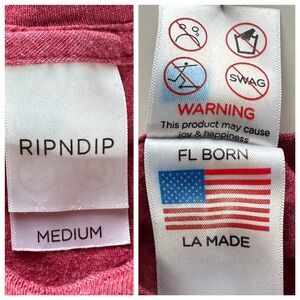 RIPNDIP
MEDIUM
SWAG
WARNING
This product may cause
joy & happiness
FL BORN
LA MADE